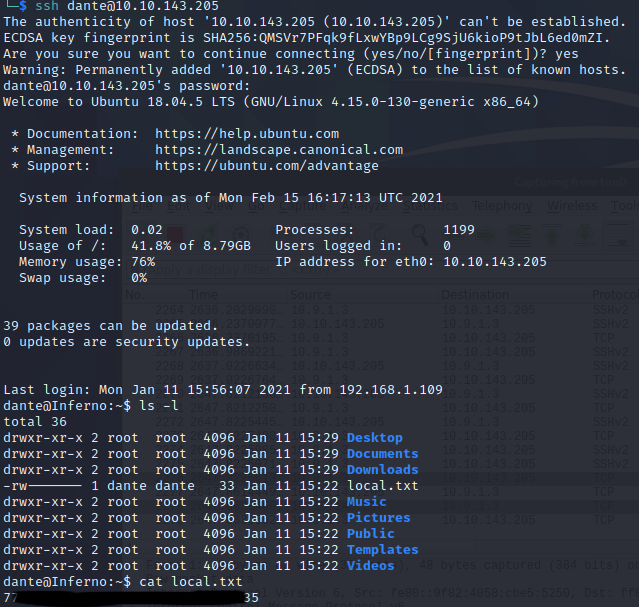 └─$ ssh dante@10.10.143.205
The authenticity of host '10.10.143.205 (10.10.143.205)' can't be established.
ECDSA key fingerprint is SHA256:QMSVr7PFqk9fLxwYBp9LCg9SjU6kioP9tJbL6ed0mZI.
Are you sure you want to continue connecting (yes/no/[fingerprint])? yes
Warning: Permanently added '10.10.143.205' (ECDSA) to the list of known hosts.
dante@10.10.143.205's password:
Welcome to Ubuntu 18.04.5 LTS (GNU/Linux 4.15.0-130-generic x86_64)
* Documentation:  https://help.ubuntu.com
* Management:     https://landscape.canonical.com
* Support:        https://ubuntu.com/advantage
System information as of Mon Feb 15 16:17:13 UTC 2021
System load:  0.02              Processes:           1199
Usage of /:   41.8% of 8.79GB   Users logged in:     0
Memory usage: 76%               IP address for eth0: 10.10.143.205
Swap usage:   0%
39 packages can be updated.
0 updates are security updates.
Last login: Mon Jan 11 15:56:07 2021 from 192.168.1.109
dante@Inferno:~$ ls -l
total 36
drwxr-xr-x 2 root  root  4096 Jan 11 15:29 Desktop
drwxr-xr-x 2 root  root  4096 Jan 11 15:29 Documents
drwxr-xr-x 2 root  root  4096 Jan 11 15:29 Downloads
-rw------- 1 dante dante   33 Jan 11 15:22 local.txt
drwxr-xr-x 2 root  root  4096 Jan 11 15:22 Music
drwxr-xr-x 2 root  root  4096 Jan 11 15:22 Pictures
drwxr-xr-x 2 root  root  4096 Jan 11 15:22 Public
drwxr-xr-x 2 root  root  4096 Jan 11 15:22 Templates
drwxr-xr-x 2 root  root  4096 Jan 11 15:22 Videos
dante@Inferno:~$ cat local.txt
77 35